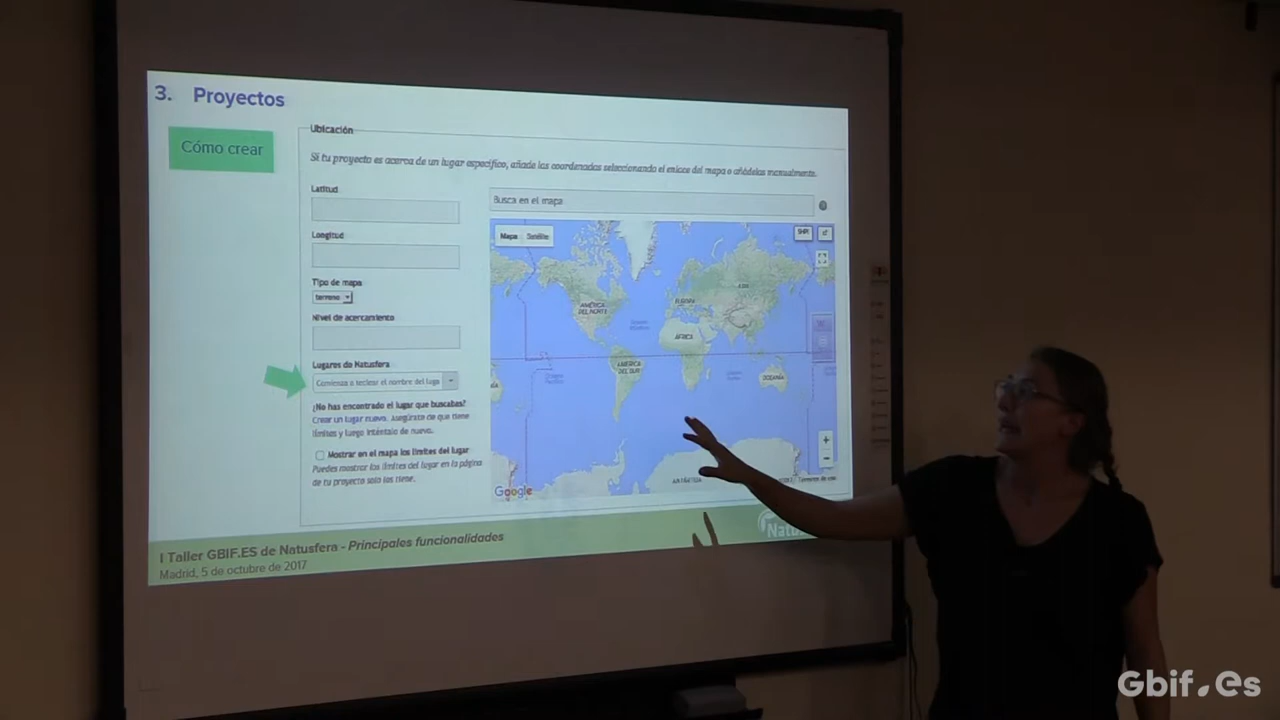 3. Proyectos
Cómo crear
Ubicación
Si tu proyecto es acerca de un lugar específico, añade las coordenadas seleccionando el enlace del mapa o añádelas manualmente.
Latitud
Busca en el mapa
Longitud
Mapa Satélite
Tipo de mapa
terreno
Nivel de acercamiento
Lugares de Natusfera
Comienza a teclear el nombre del luga
¿No has encontrado el lugar que buscabas?
Crear un lugar nuevo. Asegúrate de que tiene
límites y luego inténtalo de nuevo.
Mostrar en el mapa los límites del lugar
Puedes mostrar los límites del lugar en la página
de tu proyecto solo los tiene.
AMÉRICA
DEL NORTE
EUROPA
ASIA
ÁFRICA
AMÉRICA
DEL SUR
OCEANÍA
ANTÁRTICA
Google
Términos de uso
+
-
I Taller GBIF.ES de Natusfera - Principales funcionalidades
Madrid, 5 de octubre de 2017
Natus
Gbif.es